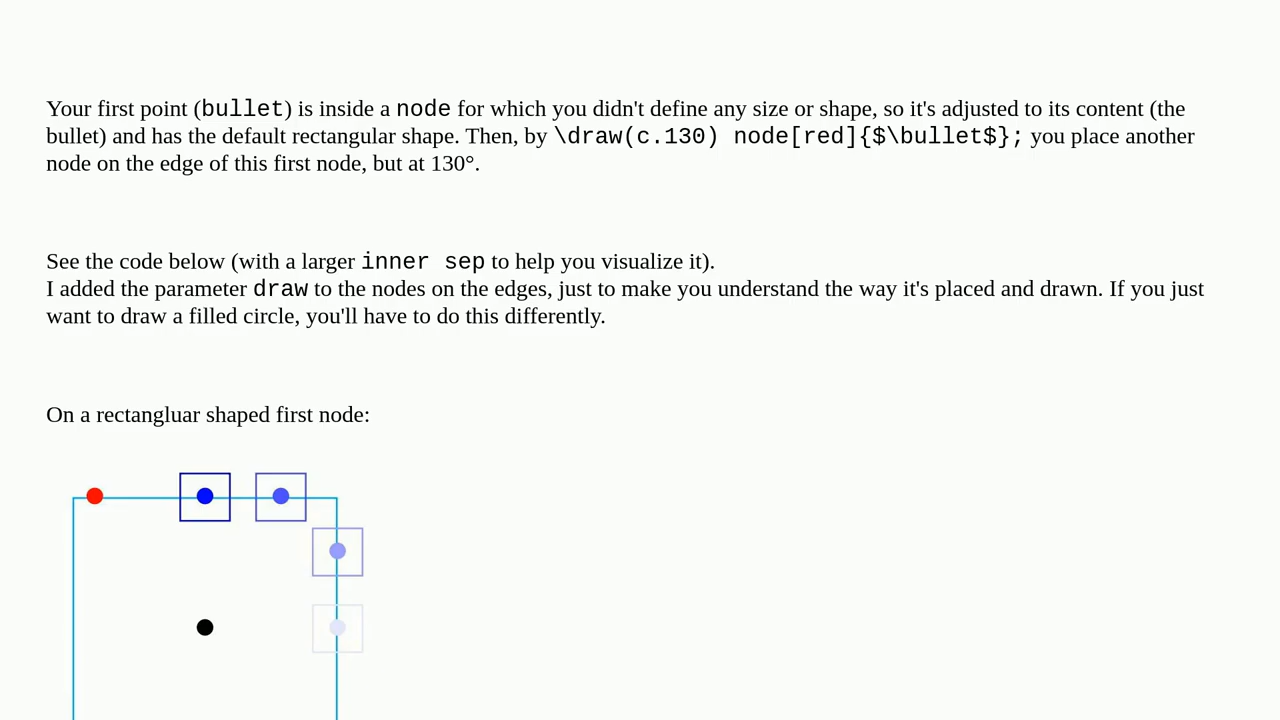 Your first point (bullet) is inside a node for which you didn't define any size or shape, so it's adjusted to its content (the
bullet) and has the default rectangular shape. Then, by \draw(c.130) node[red]{$\bullet$}; you place another
node on the edge of this first node, but at 130°.
See the code below (with a larger inner sep to help you visualize it).
I added the parameter draw to the nodes on the edges, just to make you understand the way it's placed and drawn. If you just
want to draw a filled circle, you'll have to do this differently.
On a rectangluar shaped first node: